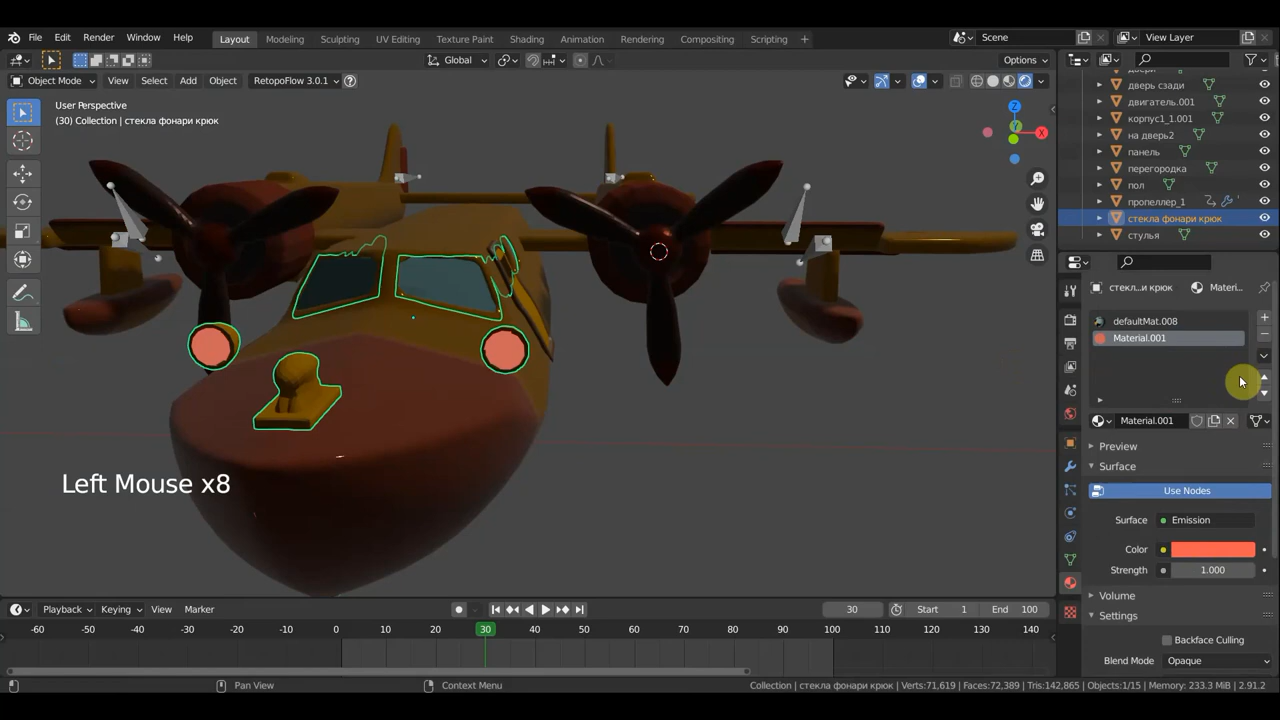 File Edit Render Window Help Layout Modeling Sculpting UV Editing Texture Paint Shading Animation Rendering Compositing Scripting + Scene View Layer
Global Options
Object Mode View Select Add Object RetopoFlow 3.0.1
User Perspective
(30) Collection | стекла фонари крюк
Z
Y
X
дверь сзади
двигатель.001
корпус1_1.001
на дверь2
панель
перегородка
пол
пропеллер_1
стекла фонари крюк
стулья
стекл...и крюк Materi...
defaultMat.008
Material.001
Material.001
Preview
Surface
Use Nodes
Surface Emission
Color
Strength 1.000
Volume
Settings
Backface Culling
Blend Mode Opaque
Left Mouse x8
Playback Keying View Marker 30 Start 1 End 100
-60 -50 -40 -30 -20 -10 0 10 20 30 40 50 60 70 80 90 100 110 120 130 140
Pan View Context Menu Collection | стекла фонари крюк | Verts:71,619 | Faces:72,389 | Tris:142,865 | Objects:1/15 | Memory: 233.3 MiB | 2.91.2